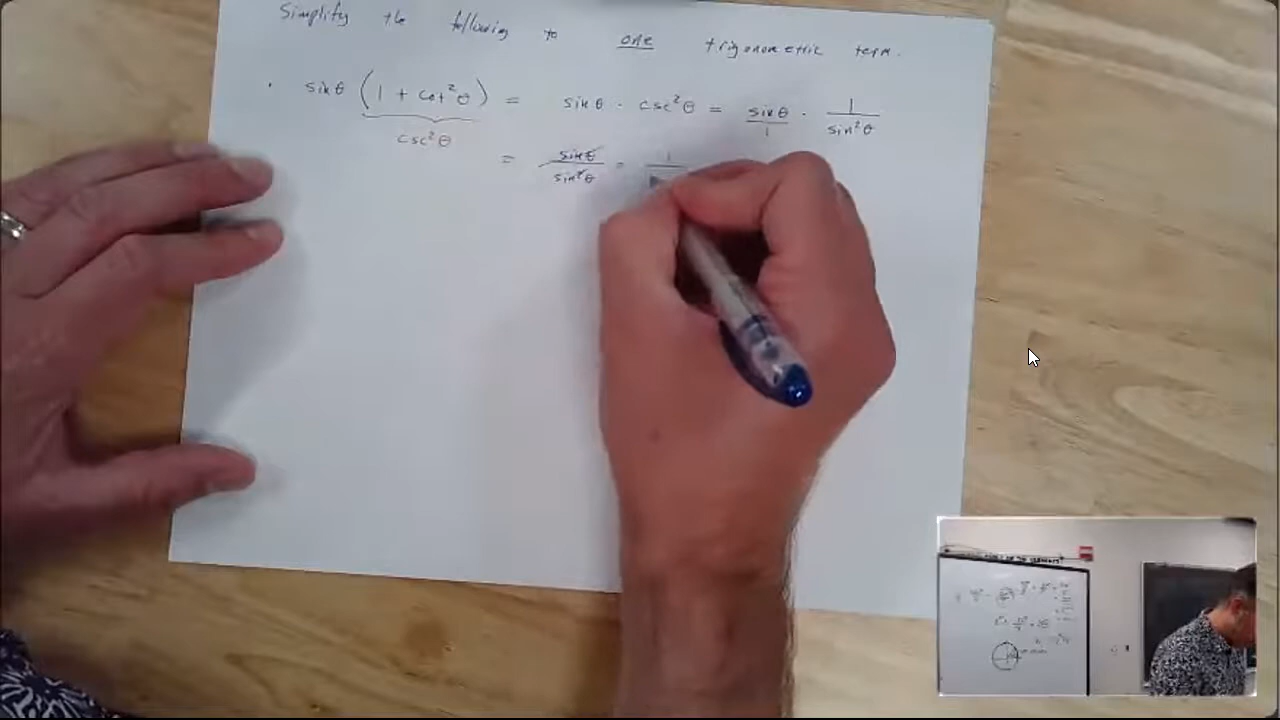 Simplify the following to one trigonometric term.
· sin θ (1 + cot²θ) = sin θ · csc²θ = sin θ / 1 · 1 / sin²θ
csc²θ
= sin θ / sin²θ = 1